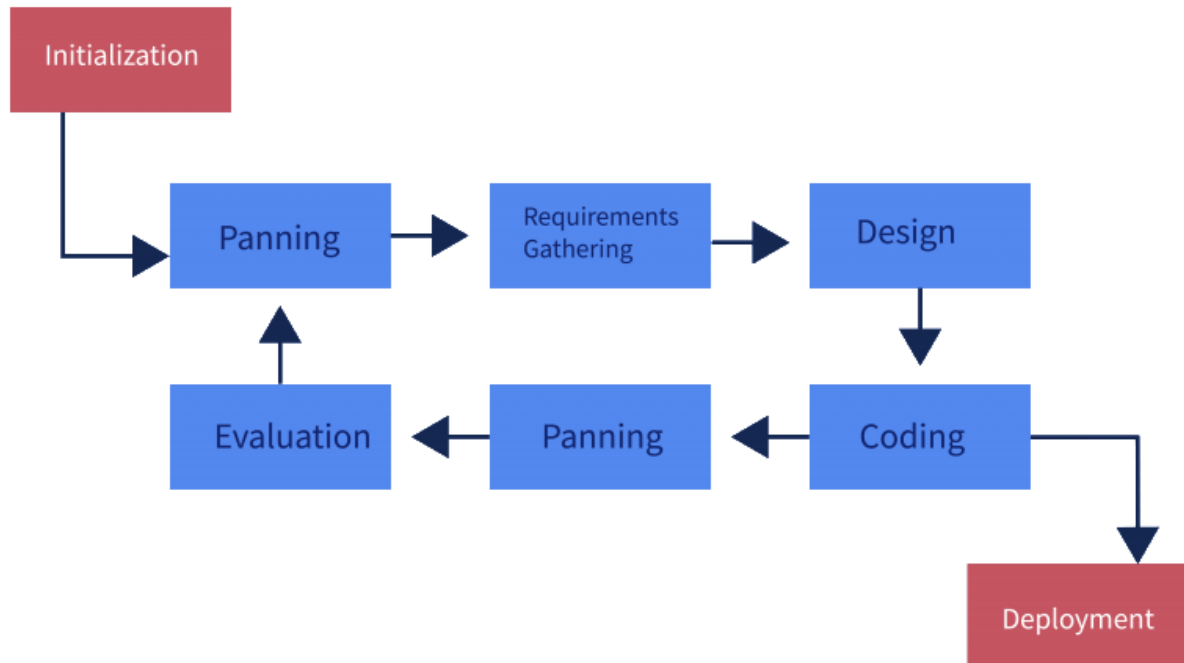 Initialization
Panning
Requirements
Gathering
Design
Evaluation
Panning
Coding
Deployment